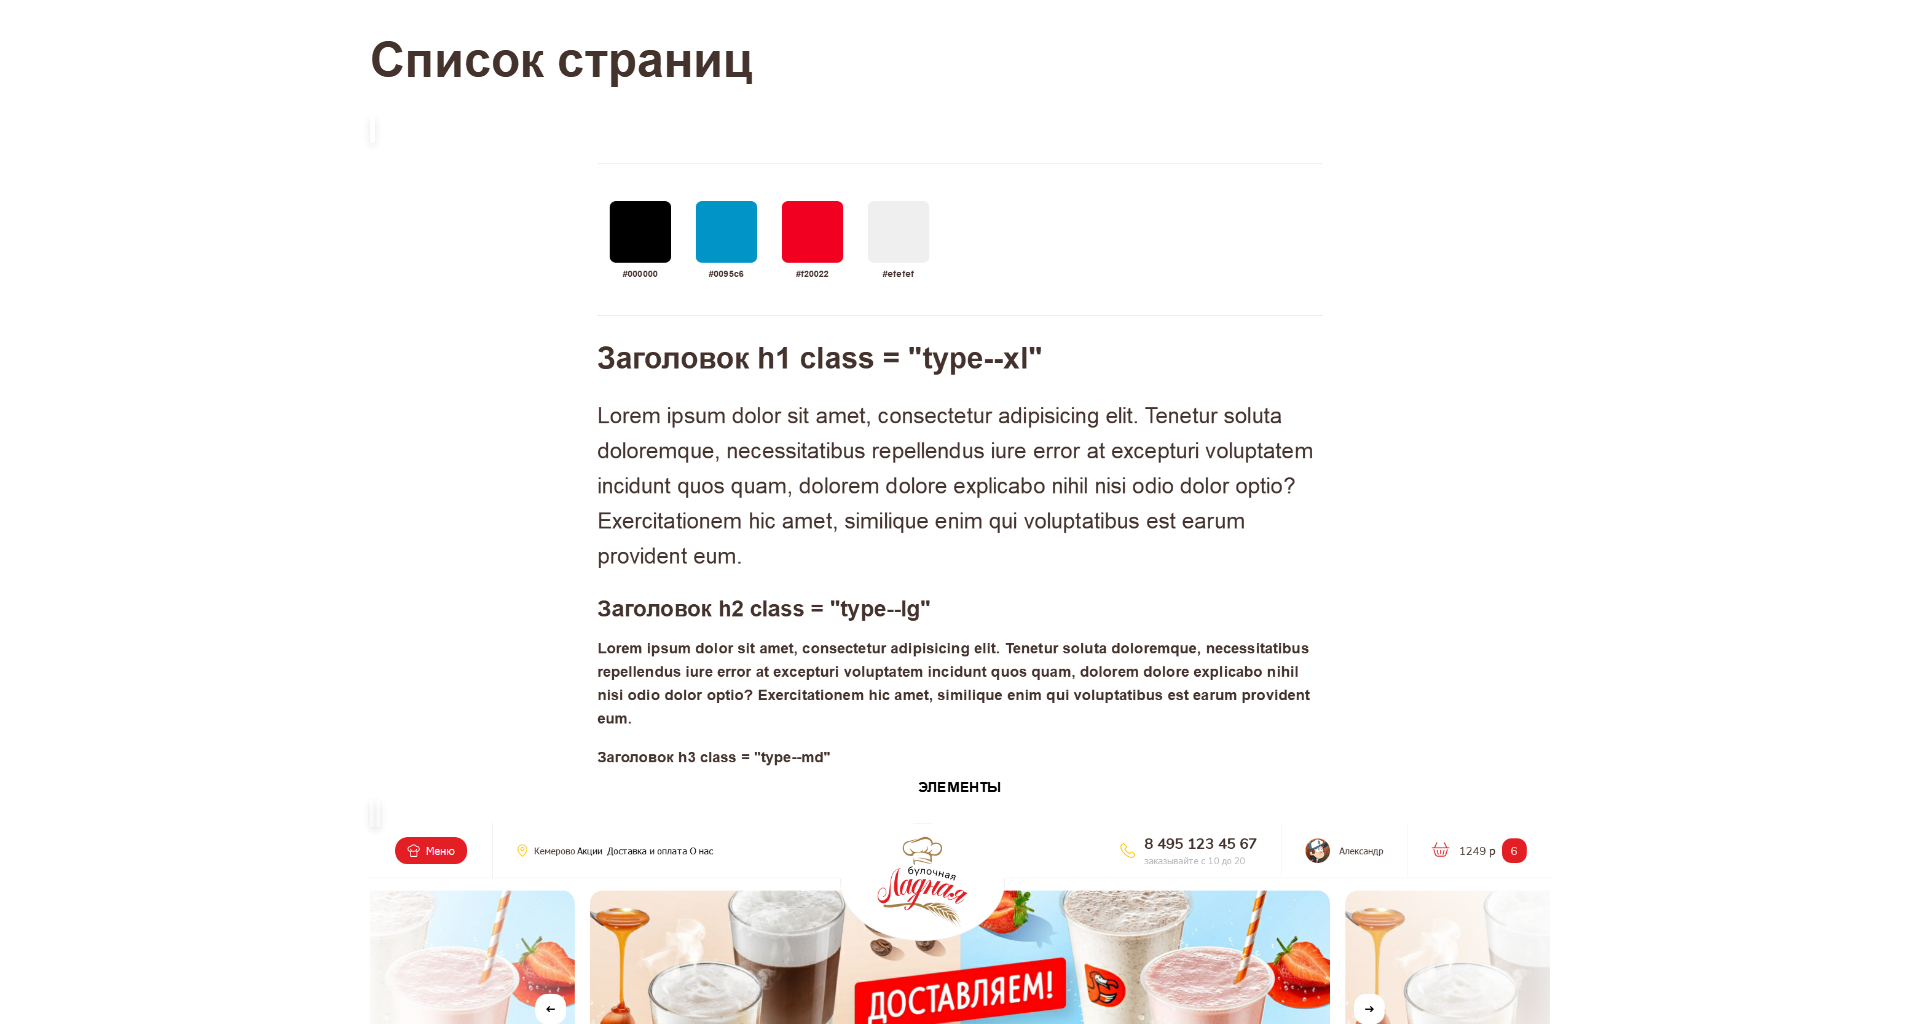 Список страниц
#000000
#0095c6
#f20022
#efefef
Заголовок h1 class = "type--xl"
Lorem ipsum dolor sit amet, consectetur adipisicing elit. Tenetur soluta
doloremque, necessitatibus repellendus iure error at excepturi voluptatem
incidunt quos quam, dolorem dolore explicabo nihil nisi odio dolor optio?
Exercitationem hic amet, similique enim qui voluptatibus est earum
provident eum.
Заголовок h2 class = "type--lg"
Lorem ipsum dolor sit amet, consectetur adipisicing elit. Tenetur soluta doloremque, necessitatibus
repellendus iure error at excepturi voluptatem incidunt quos quam, dolorem dolore explicabo nihil
nisi odio dolor optio? Exercitationem hic amet, similique enim qui voluptatibus est earum provident
eum.
Заголовок h3 class = "type--md"
ЭЛЕМЕНТЫ
Меню
Кемерово Акции Доставка и оплата О нас
булочная
Ладная
8 495 123 45 67
заказывайте с 10 до 20
Александр
1249 р 6
ДОСТАВЛЯЕМ!